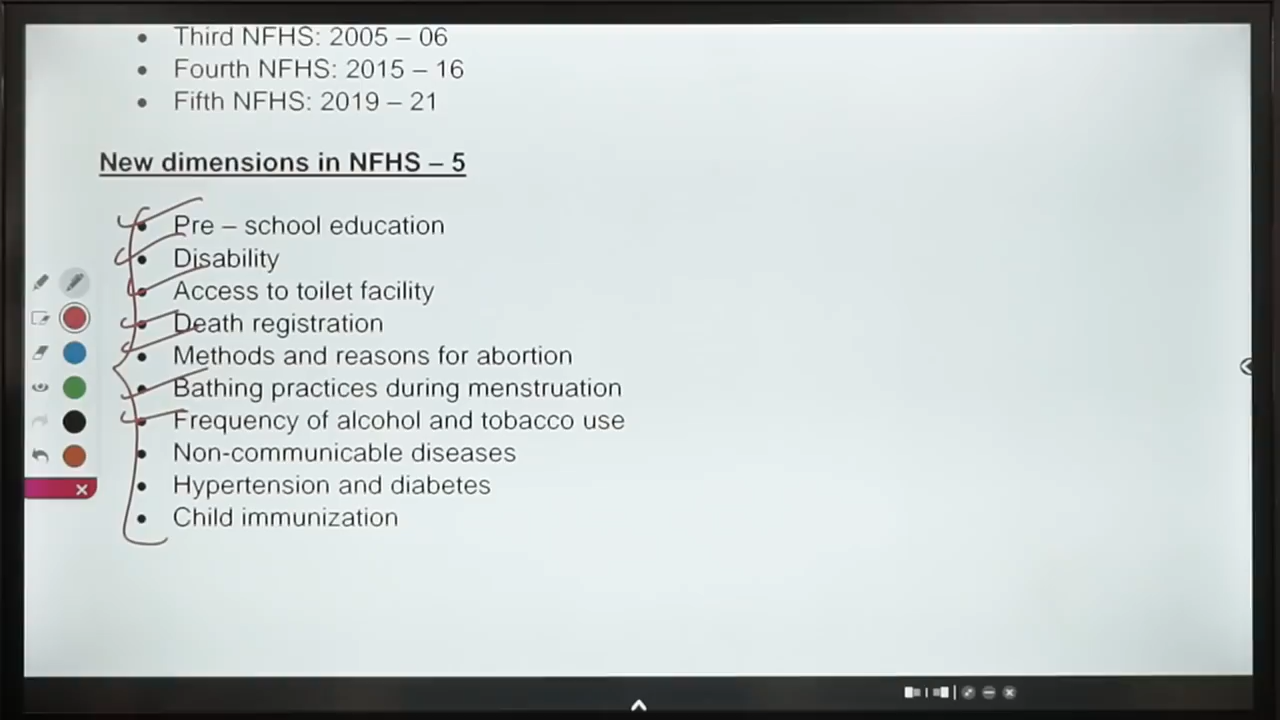 • Third NFHS: 2005 – 06
• Fourth NFHS: 2015 – 16
• Fifth NFHS: 2019 – 21
New dimensions in NFHS – 5
• Pre – school education
• Disability
• Access to toilet facility
• Death registration
• Methods and reasons for abortion
• Bathing practices during menstruation
• Frequency of alcohol and tobacco use
• Non-communicable diseases
• Hypertension and diabetes
• Child immunization